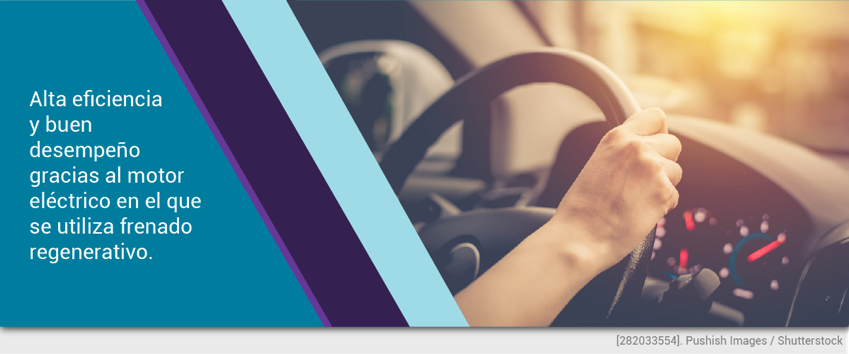 Alta eficiencia
y buen
desempeño
gracias al motor
eléctrico en el que
se utiliza frenado
regenerativo.
[282033554]. Pushish Images / Shutterstock